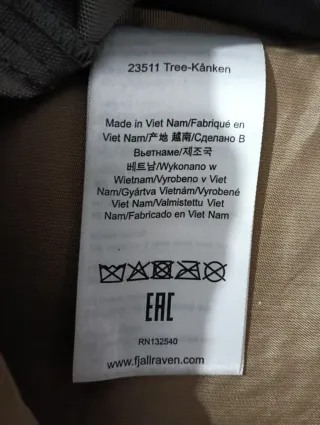 23511 Tree-Kånken
Made in Viet Nam/Fabriqué en
Viet Nam/产地 越南/Сделано В
Вьетнаме/제조국
베트남/Wykonano w
Wietnam/Vyrobeno v Viet
Nam/Gyártva Vietnám/Vyrobené
Viet Nam/Valmistettu Viet
Nam/Fabricado en Viet Nam
EAC
RN132540
www.fjallraven.com